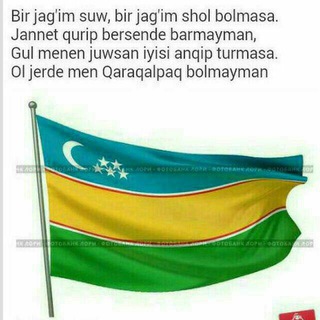 Bir jag'im suw, bir jag'im shol bolmasa.
Jannet qurip bersende barmayman,
Gul menen juwsan iyisi anqip turmasa.
Ol jerde men Qaraqalpaq bolmayman